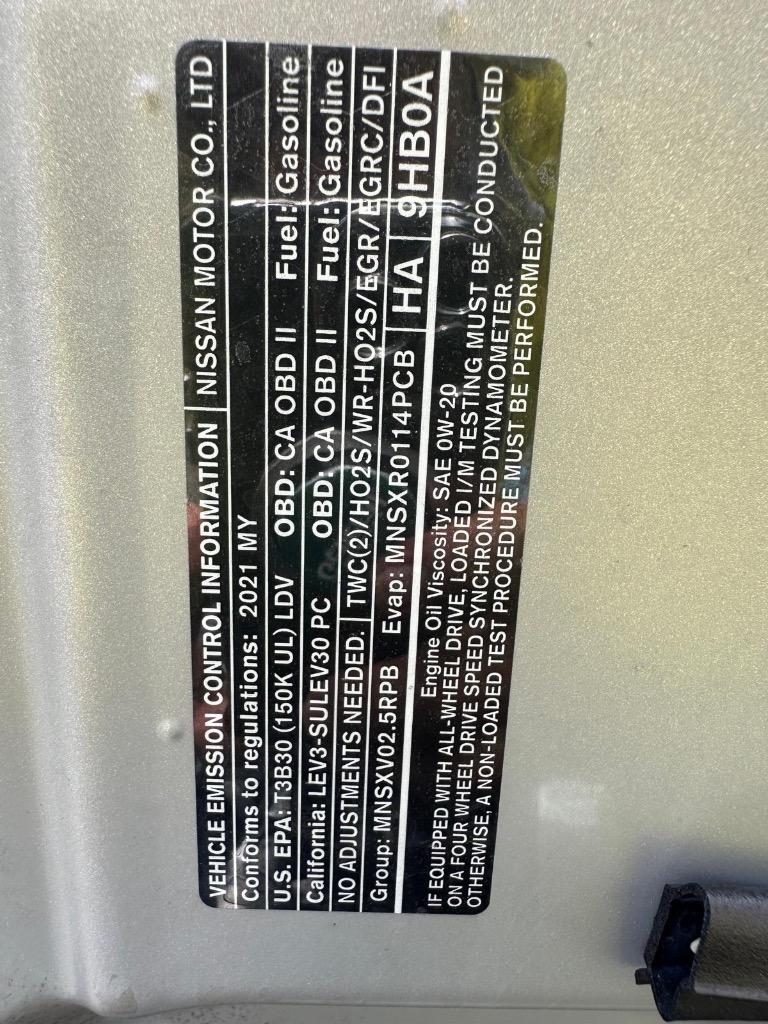 VEHICLE EMISSION CONTROL INFORMATION NISSAN MOTOR CO., LTD
Conforms to regulations: 2021 MY
U.S. EPA: T3B30 (150K UL) LDV OBD: CA OBD II Fuel: Gasoline
California: LEV3-SULEV30 PC OBD: CA OBD II Fuel: Gasoline
NO ADJUSTMENTS NEEDED. TWC(2)/HO2S/WR-HO2S/EGR/EGRC/DFI
Group: MNSXV02.5RPB Evap: MNSXR0114PCB HA 9HB0A
Engine Oil Viscosity: SAE 0W-20
IF EQUIPPED WITH ALL-WHEEL DRIVE, LOADED I/M TESTING MUST BE CONDUCTED
ON A FOUR WHEEL DRIVE SPEED SYNCHRONIZED DYNAMOMETER.
OTHERWISE, A NON-LOADED TEST PROCEDURE MUST BE PERFORMED.